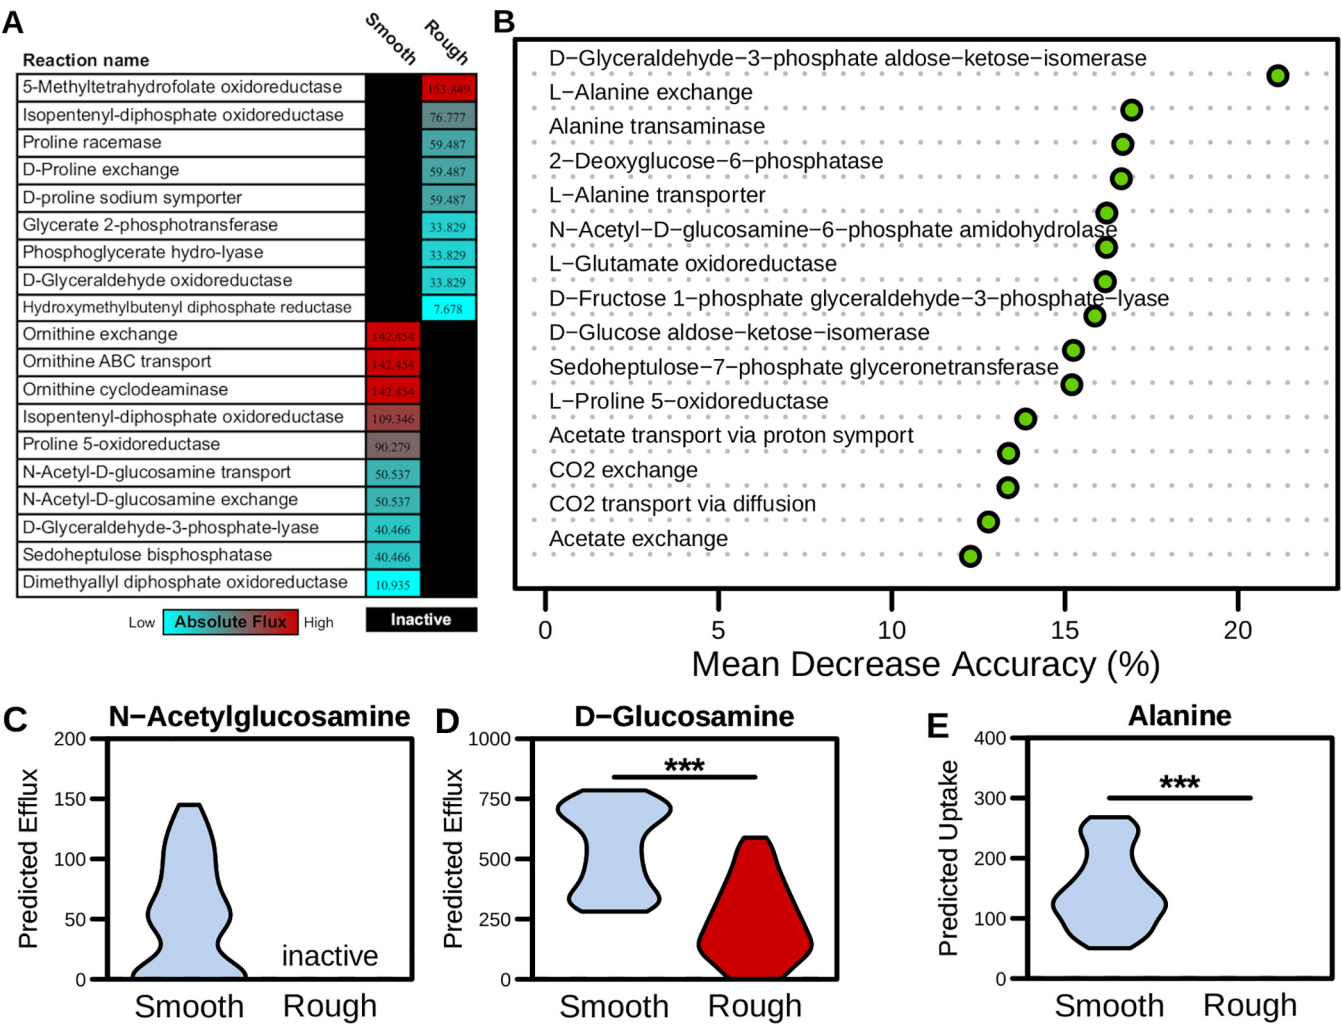 A
Smooth
Rough
Reaction name
5-Methyltetrahydrofolate oxidoreductase 153.849
Isopentenyl-diphosphate oxidoreductase 76.777
Proline racemase 59.487
D-Proline exchange 59.487
D-proline sodium symporter 59.487
Glycerate 2-phosphotransferase 33.829
Phosphoglycerate hydro-lyase 33.829
D-Glyceraldehyde oxidoreductase 33.829
Hydroxymethylbutenyl diphosphate reductase 7.678
Ornithine exchange 142.454
Ornithine ABC transport 142.454
Ornithine cyclodeaminase 142.454
Isopentenyl-diphosphate oxidoreductase 109.346
Proline 5-oxidoreductase 90.279
N-Acetyl-D-glucosamine transport 50.537
N-Acetyl-D-glucosamine exchange 50.537
D-Glyceraldehyde-3-phosphate-lyase 40.466
Sedoheptulose bisphosphatase 40.466
Dimethyallyl diphosphate oxidoreductase 10.935
Low Absolute Flux High Inactive
B
D−Glyceraldehyde−3−phosphate aldose−ketose−isomerase
L−Alanine exchange
Alanine transaminase
2−Deoxyglucose−6−phosphatase
L−Alanine transporter
N−Acetyl−D−glucosamine−6−phosphate amidohydrolase
L−Glutamate oxidoreductase
D−Fructose 1−phosphate glyceraldehyde−3−phosphate−lyase
D−Glucose aldose−ketose−isomerase
Sedoheptulose−7−phosphate glyceronetransferase
L−Proline 5−oxidoreductase
Acetate transport via proton symport
CO2 exchange
CO2 transport via diffusion
Acetate exchange
0 5 10 15 20
Mean Decrease Accuracy (%)
C
N−Acetylglucosamine
Predicted Efflux
200
150
100
50
0
inactive
Smooth Rough
D
D−Glucosamine
Predicted Efflux
1000
750
500
250
0
***
Smooth Rough
E
Alanine
Predicted Uptake
400
300
200
100
0
***
Smooth Rough